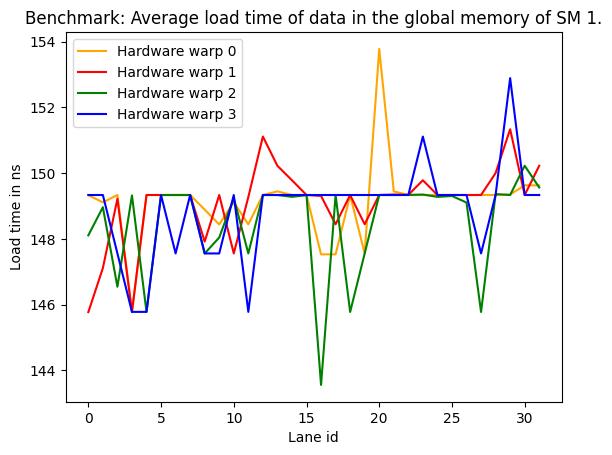 Benchmark: Average load time of data in the global memory of SM 1.
Hardware warp 0
Hardware warp 1
Hardware warp 2
Hardware warp 3
Load time in ns
154
152
150
148
146
144
0
5
10
15
20
25
30
Lane id